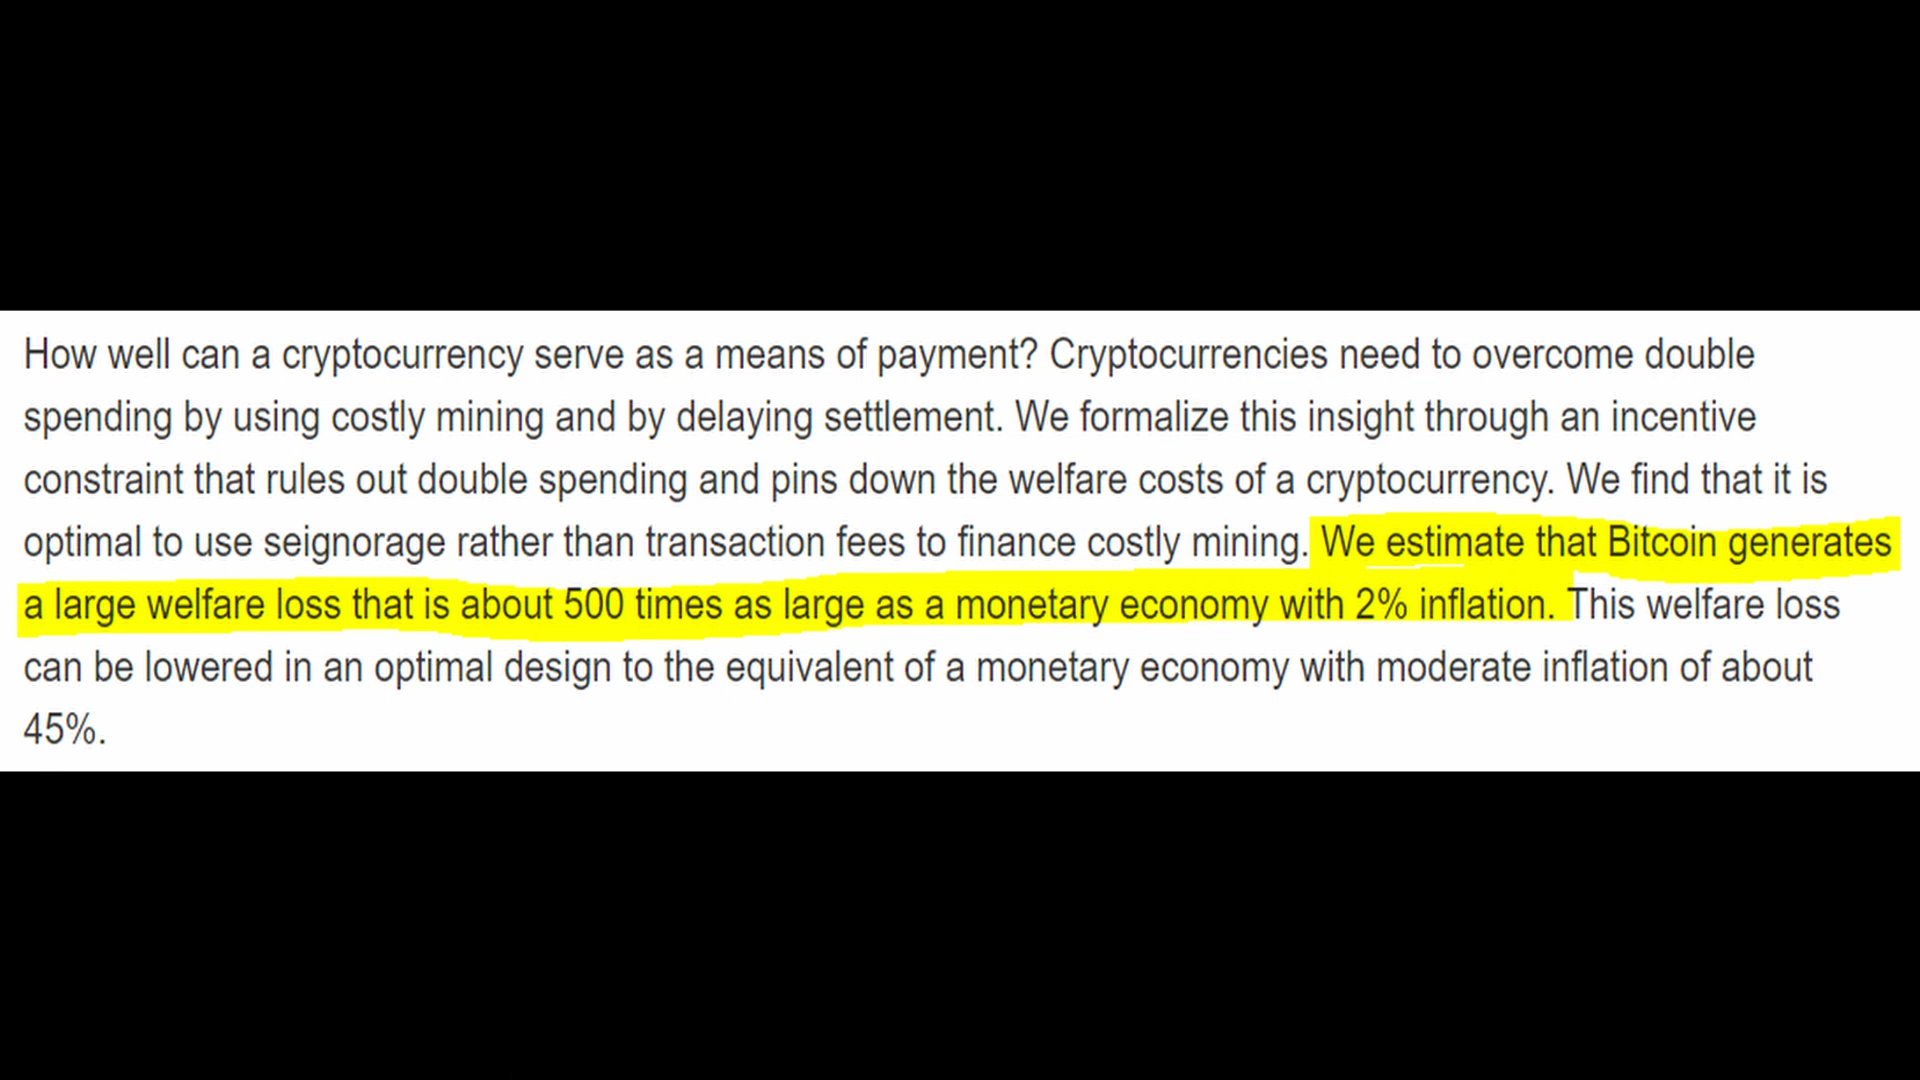 How well can a cryptocurrency serve as a means of payment? Cryptocurrencies need to overcome double
spending by using costly mining and by delaying settlement. We formalize this insight through an incentive
constraint that rules out double spending and pins down the welfare costs of a cryptocurrency. We find that it is
optimal to use seignorage rather than transaction fees to finance costly mining. We estimate that Bitcoin generates
a large welfare loss that is about 500 times as large as a monetary economy with 2% inflation. This welfare loss
can be lowered in an optimal design to the equivalent of a monetary economy with moderate inflation of about
45%.